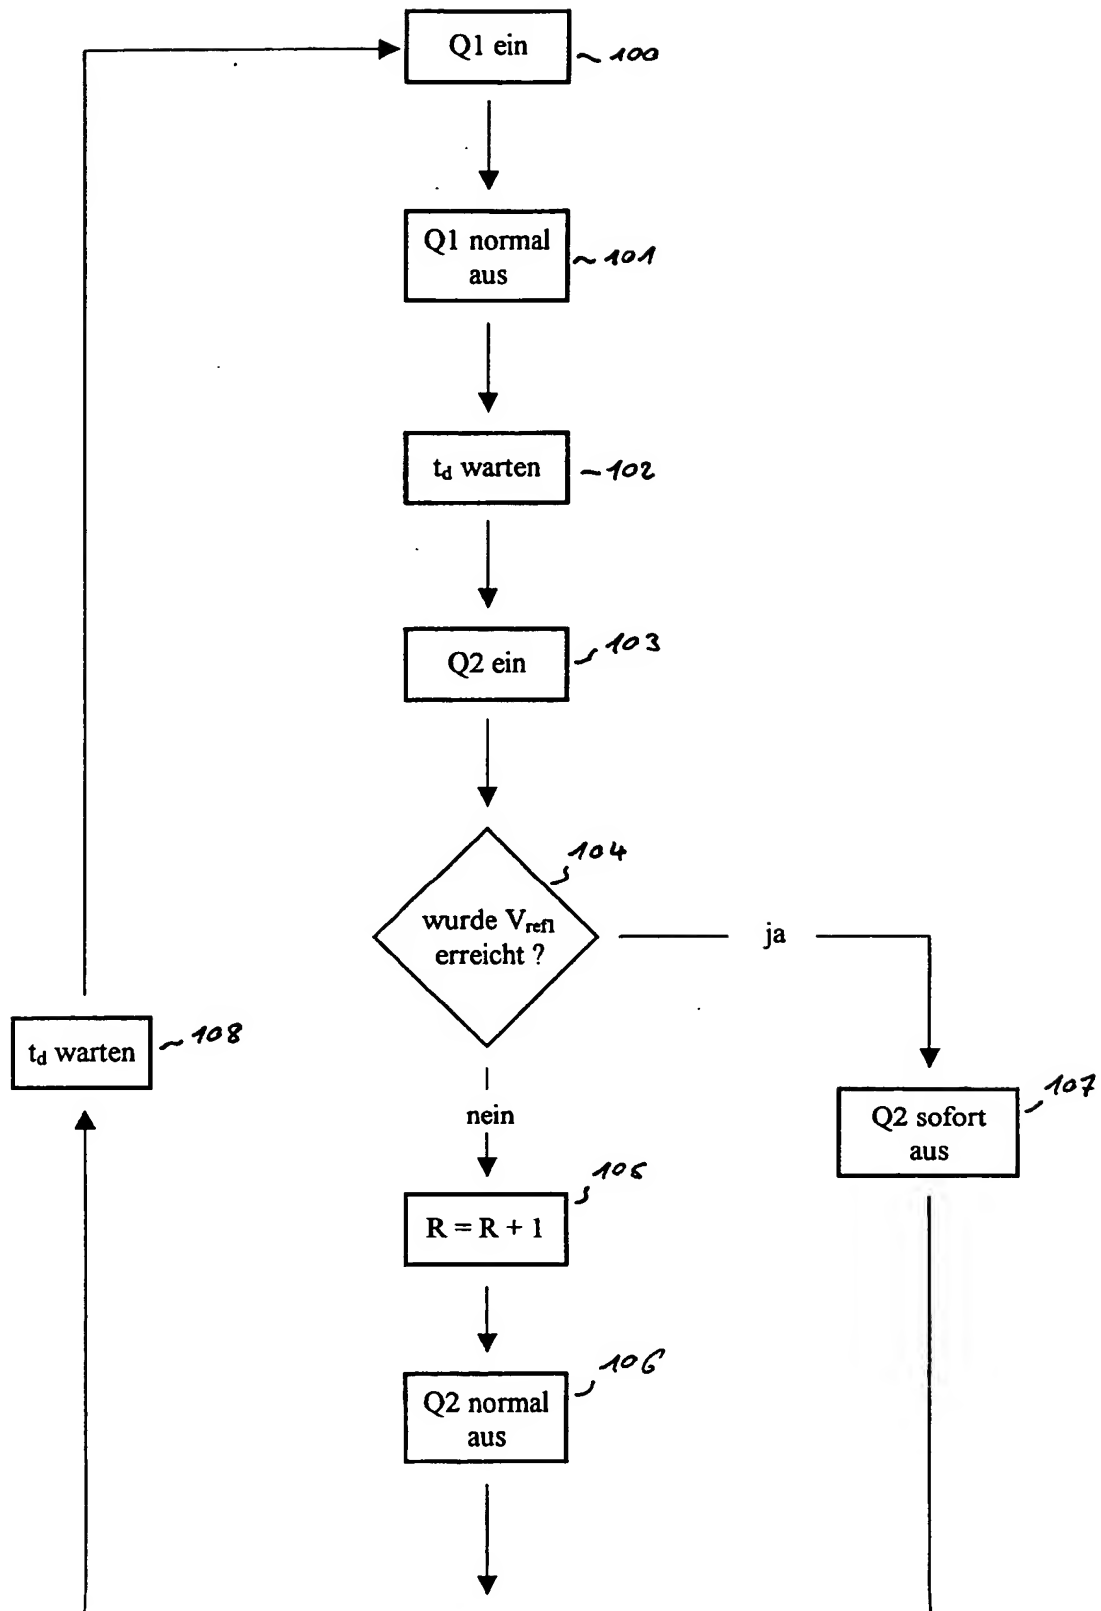 Q1 ein
100
Q1 normal
aus
101
td warten
102
Q2 ein
103
104
wurde Vref1
erreicht ?
ja
td warten
108
107
Q2 sofort
aus
nein
105
R = R + 1
106
Q2 normal
aus